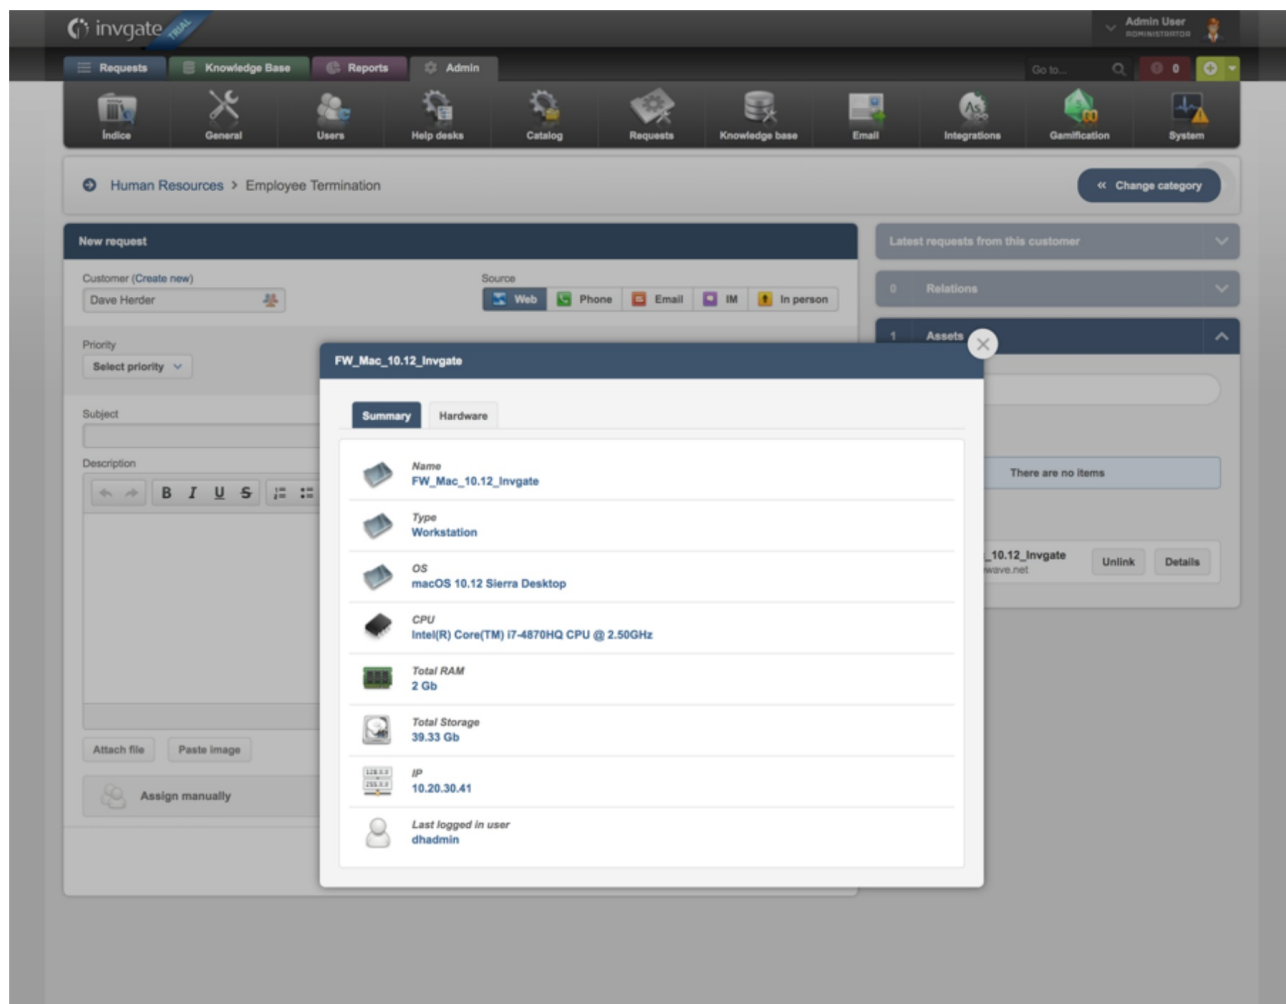 invgate TRIAL
Admin User
ADMINISTRATOR
Requests Knowledge Base Reports Admin
Go to... 0
Índice General Users Help desks Catalog Requests Knowledge base Email Integrations Gamification System
Human Resources > Employee Termination
« Change category
New request
Customer (Create new)
Dave Herder
Source
Web Phone Email IM In person
Priority
Select priority
Subject
Description
B I U S
Attach file Paste image
Assign manually
Latest requests from this customer
0 Relations
1 Assets
There are no items
_10.12_Invgate
wave.net
Unlink Details
FW_Mac_10.12_Invgate
Summary Hardware
Name
FW_Mac_10.12_Invgate
Type
Workstation
OS
macOS 10.12 Sierra Desktop
CPU
Intel(R) Core(TM) i7-4870HQ CPU @ 2.50GHz
Total RAM
2 Gb
Total Storage
39.33 Gb
IP
10.20.30.41
Last logged in user
dhadmin